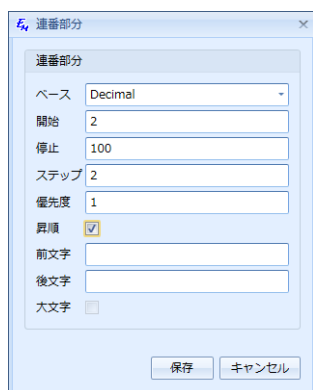 連番部分
連番部分
ベース Decimal
開始 2
停止 100
ステップ 2
優先度 1
昇順
前文字
後文字
大文字
保存 キャンセル